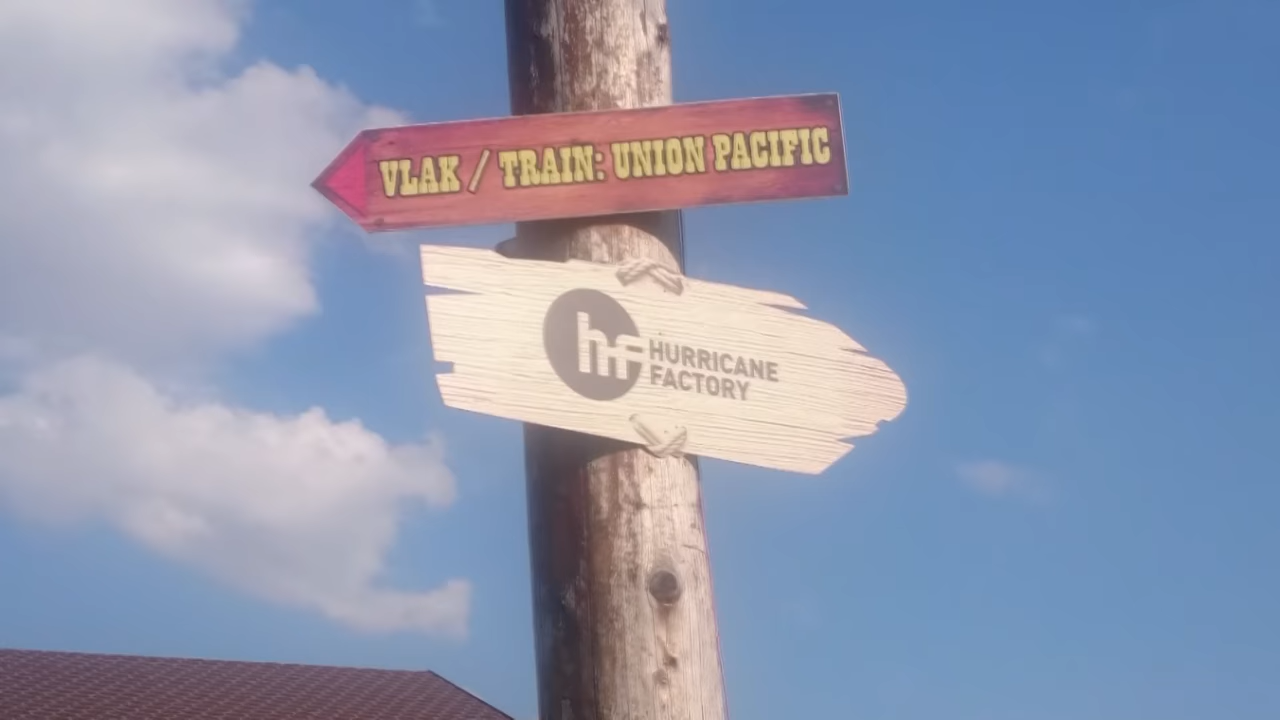 VLAK / TRAIN: UNION PACIFIC
hf
HURRICANE
FACTORY